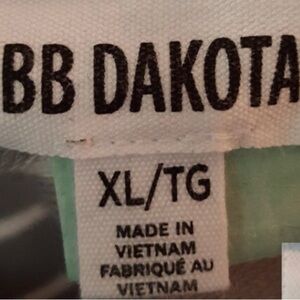 BB DAKOTA
XL/TG
MADE IN
VIETNAM
FABRIQUÉ AU
VIETNAM